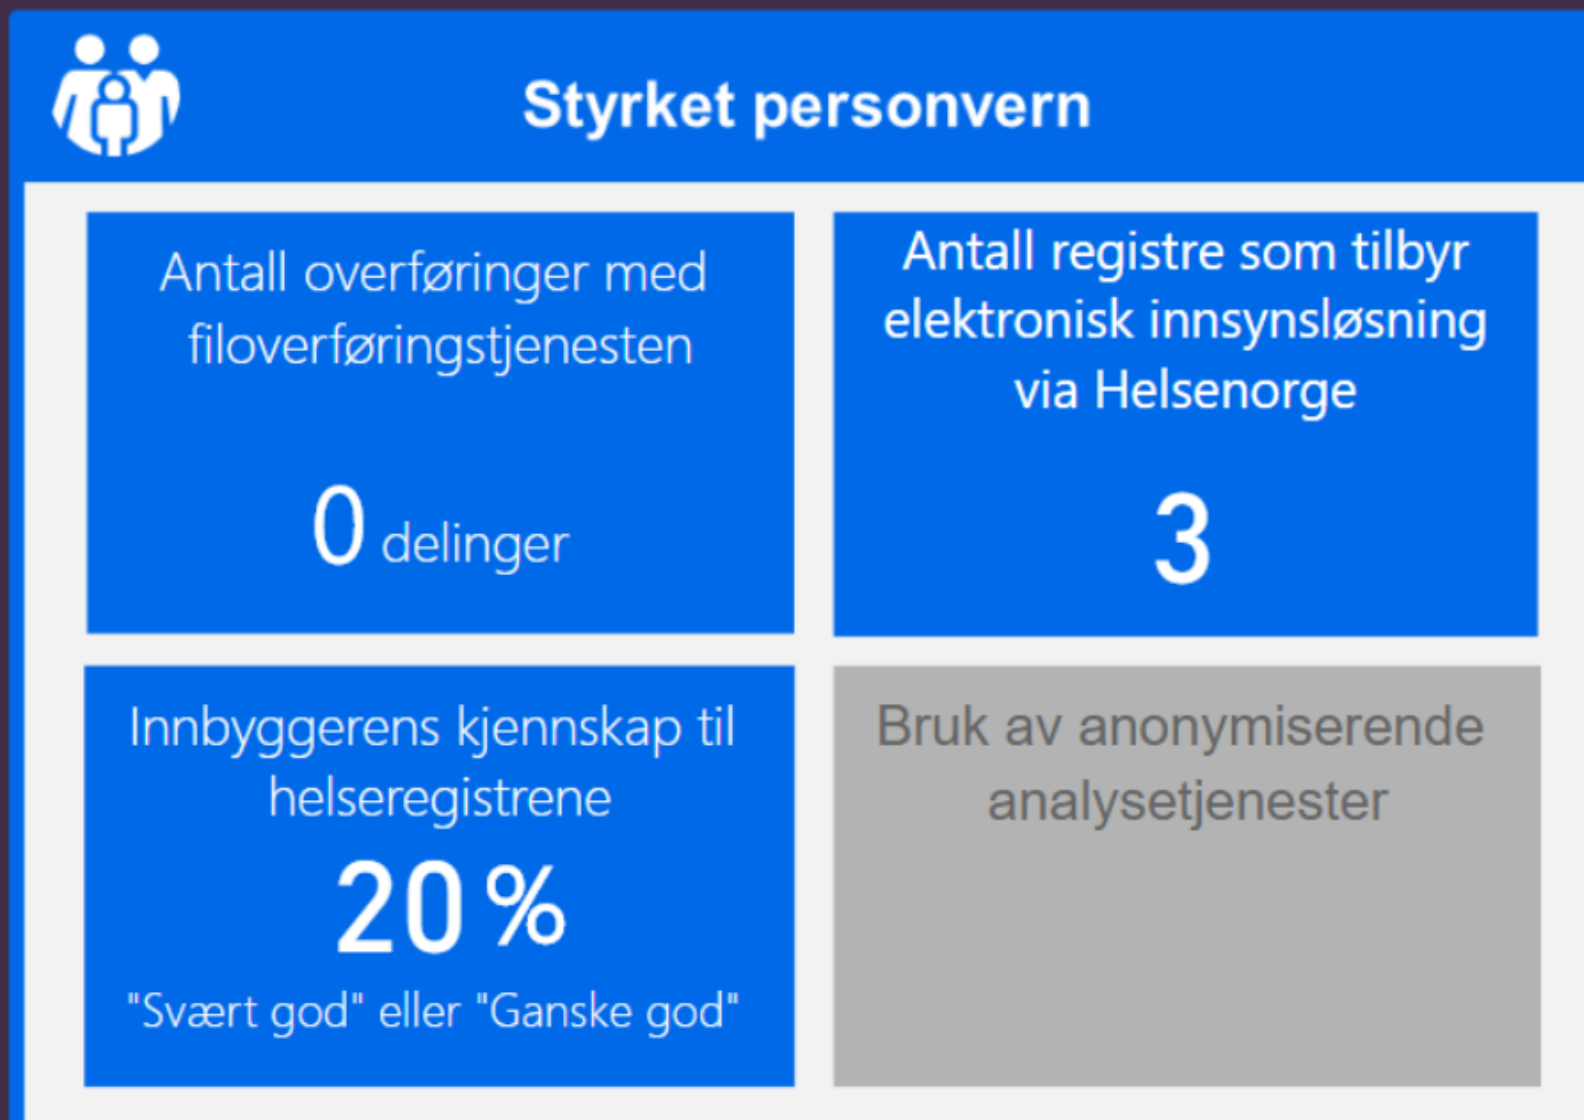 Styrket personvern
Antall overføringer med
filoverføringstjenesten
0 delinger
Antall registre som tilbyr
elektronisk innsynsløsning
via Helsenorge
3
Innbyggerens kjennskap til
helseregistrene
20 %
"Svært god" eller "Ganske god"
Bruk av anonymiserende
analysetjenester